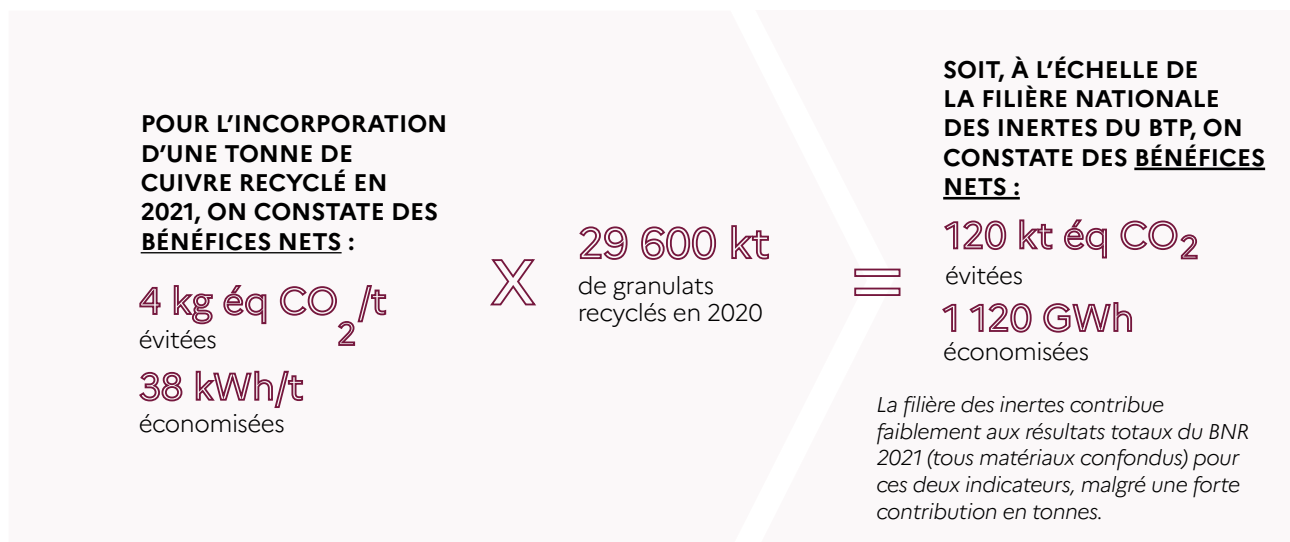 POUR L'INCORPORATION
D'UNE TONNE DE
CUIVRE RECYCLÉ EN
2021, ON CONSTATE DES
BÉNÉFICES NETS :
4 kg éq CO2/t
évitées
38 kWh/t
économisées
X
29 600 kt
de granulats
recyclés en 2020
=
SOIT, À L'ÉCHELLE DE
LA FILIÈRE NATIONALE
DES INERTES DU BTP, ON
CONSTATE DES BÉNÉFICES
NETS :
120 kt éq CO2
évitées
1 120 GWh
économisées
La filière des inertes contribue
faiblement aux résultats totaux du BNR
2021 (tous matériaux confondus) pour
ces deux indicateurs, malgré une forte
contribution en tonnes.